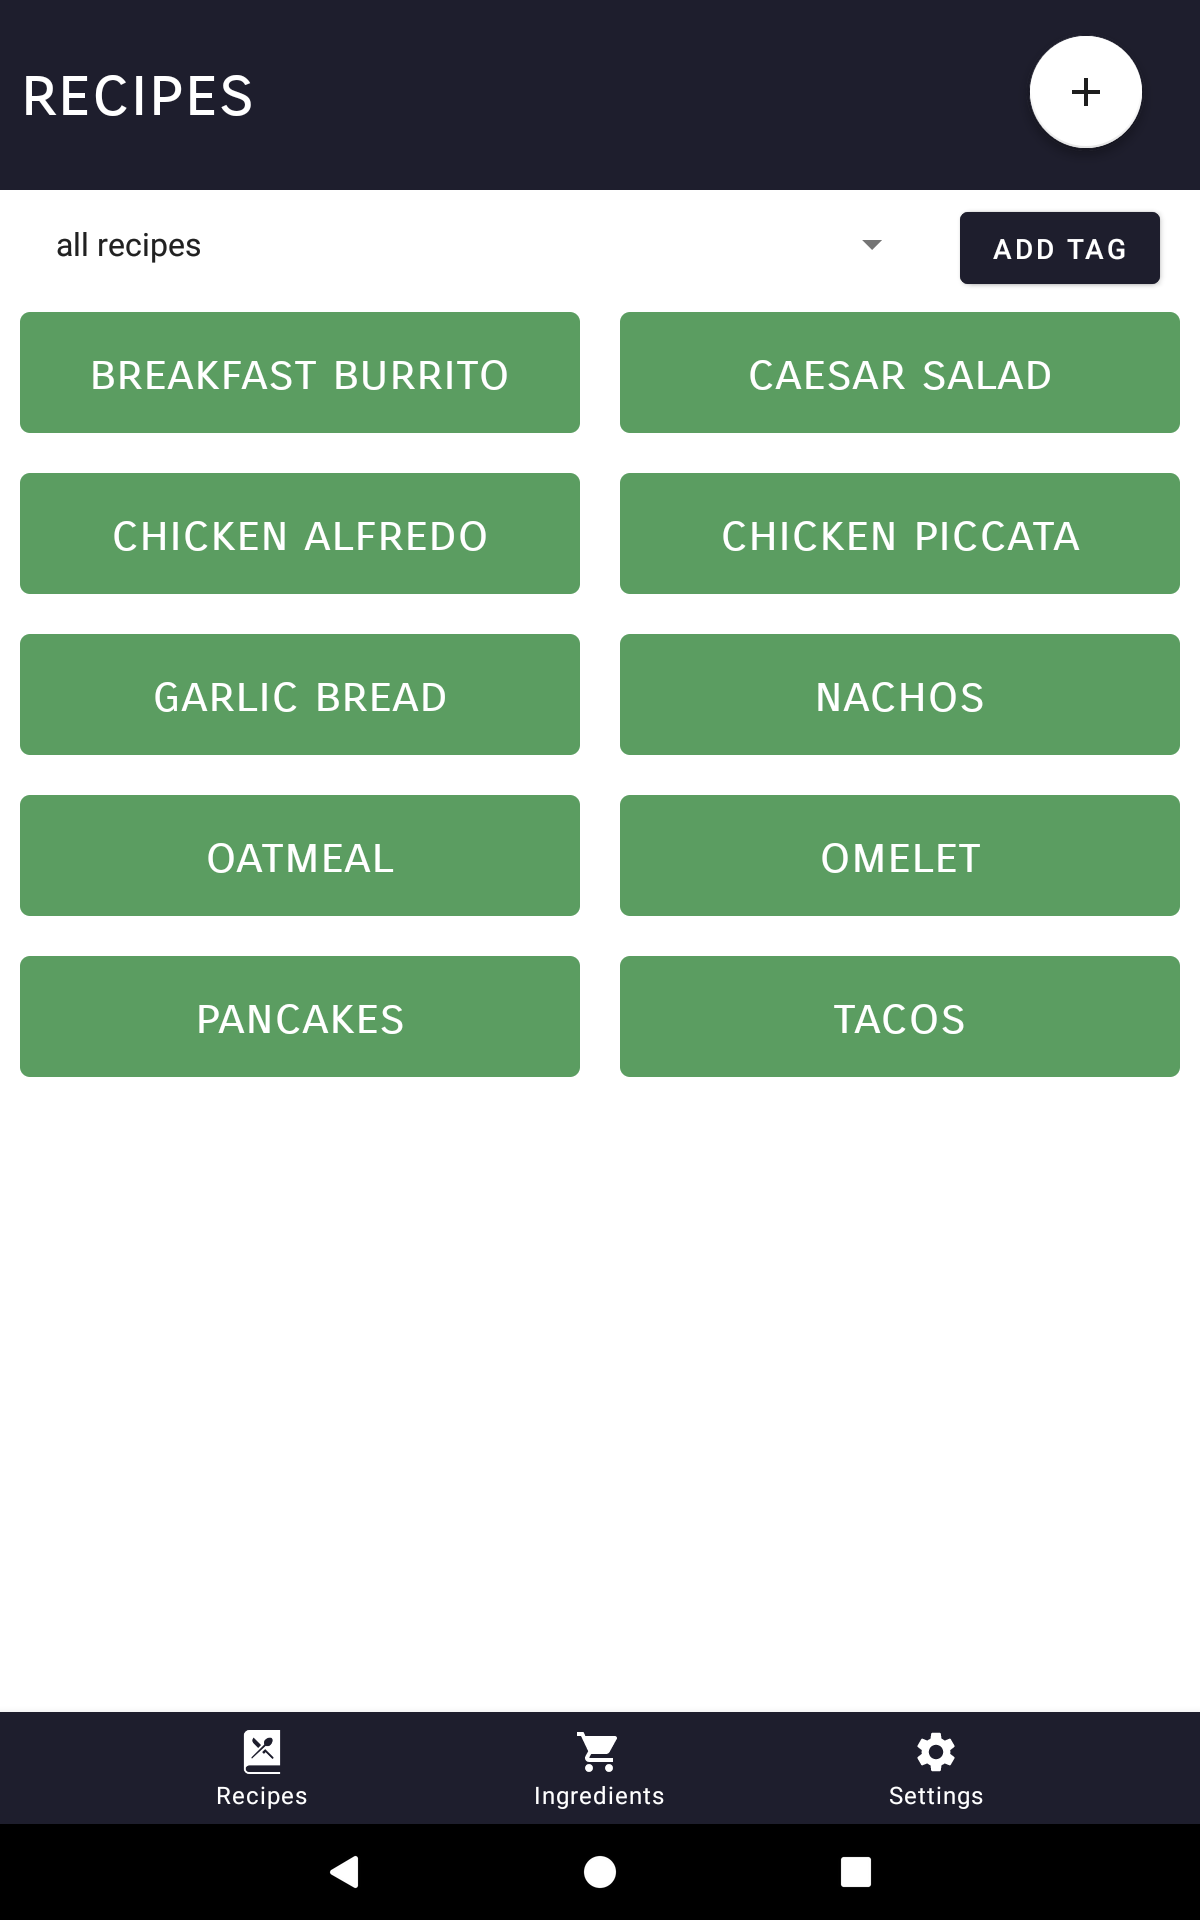 RECIPES
all recipes
ADD TAG
BREAKFAST BURRITO
CAESAR SALAD
CHICKEN ALFREDO
CHICKEN PICCATA
GARLIC BREAD
NACHOS
OATMEAL
OMELET
PANCAKES
TACOS
Recipes
Ingredients
Settings